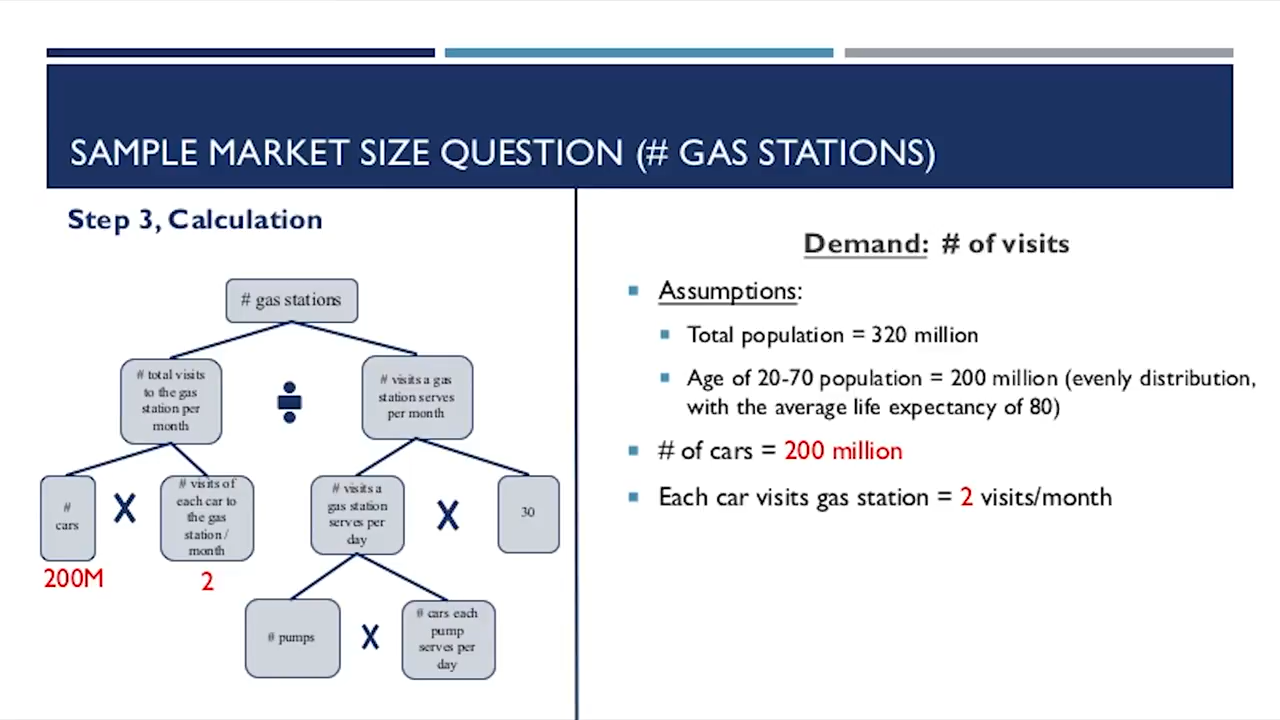 SAMPLE MARKET SIZE QUESTION (# GAS STATIONS)
Step 3, Calculation
# gas stations
# total visits
to the gas
station per
month
# visits a gas
station serves
per month
#
cars
X
# visits of
each car to
the gas
station /
month
# visits a
gas station
serves per
day
X
30
200M
2
# pumps
X
# cars each
pump
serves per
day
Demand: # of visits
Assumptions:
Total population = 320 million
Age of 20-70 population = 200 million (evenly distribution,
with the average life expectancy of 80)
# of cars = 200 million
Each car visits gas station = 2 visits/month